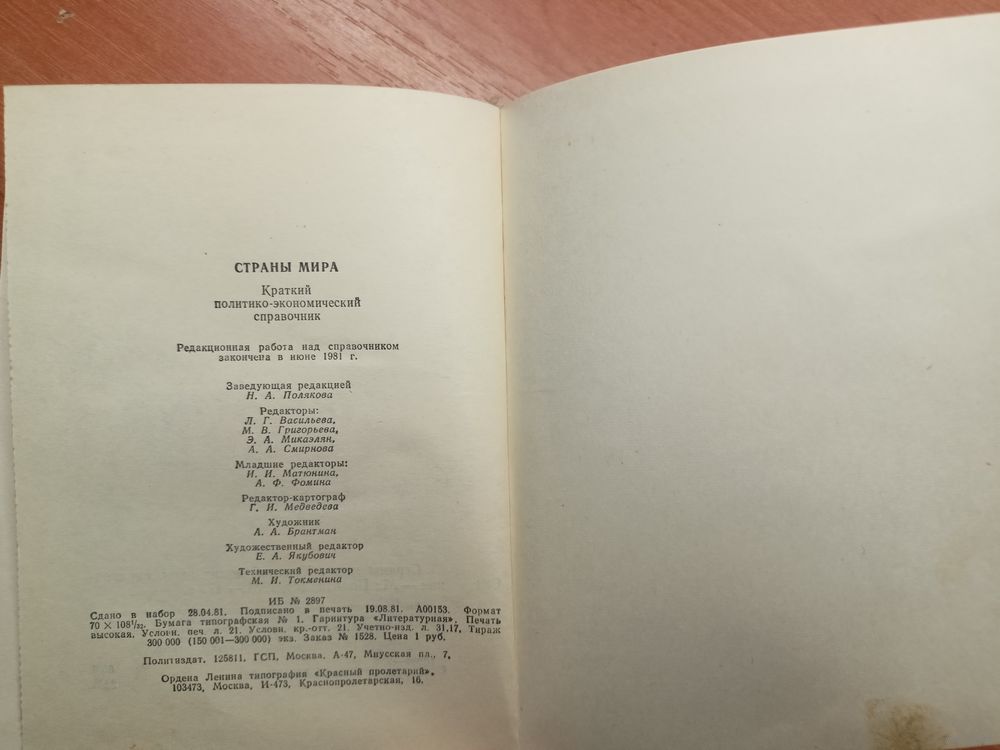 СТРАНЫ МИРА
Краткий
политико-экономический
справочник
Редакционная работа над справочником
закончена в июне 1981 г.
Заведующая редакцией
Н. А. Полякова
Редакторы:
Л. Г. Васильева,
М. В. Григорьева,
Э. А. Микаэлян,
А. А. Смирнова
Младшие редакторы:
И. И. Матюнина,
А. Ф. Фомина
Редактор-картограф
Г. И. Медведева
Художник
А. А. Брантман
Художественный редактор
Е. А. Якубович
Технический редактор
М. И. Токменина
ИБ № 2897
Сдано в набор 28.04.81. Подписано в печать 19.08.81. А00153. Формат
70 × 108 1/32. Бумага типографская № 1. Гарнитура «Литературная». Печать
высокая. Условн. печ л. 21. Условн. кр.-отт. 21. Учетно-изд. л. 31,17. Тираж
300 000 (150 001—300 000) экз. Заказ № 1528. Цена 1 руб.
Политиздат. 125811, ГСП, Москва, А-47, Миусская пл., 7.
Ордена Ленина типография «Красный пролетарий».
103473, Москва, И-473, Краснопролетарская, 16.